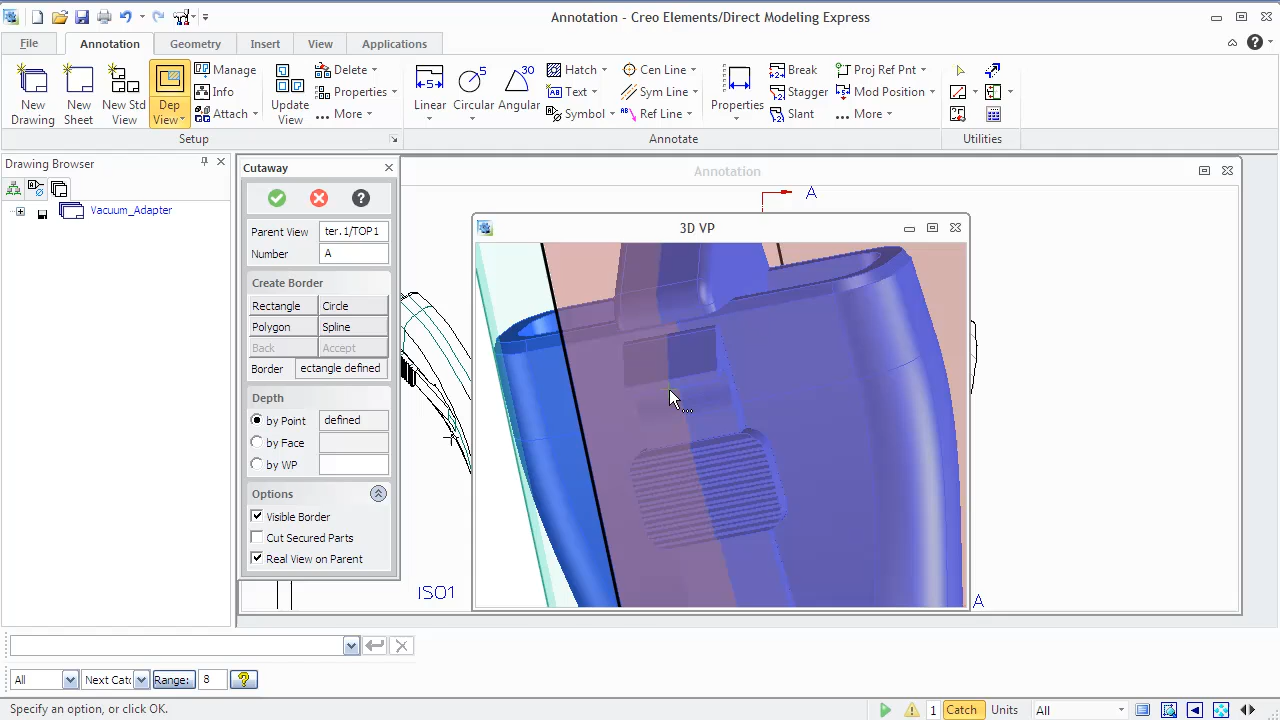 Annotation - Creo Elements/Direct Modeling Express
File Annotation Geometry Insert View Applications
New Drawing
New Sheet
New Std View
Dep View
Manage
Info
Attach
Update View
Delete
Properties
More
Setup
Linear
Circular
Angular
Hatch
Text
Symbol
Cen Line
Sym Line
Ref Line
Properties
Break
Stagger
Slant
Proj Ref Pnt
Mod Position
More
Annotate
Utilities
Drawing Browser
Vacuum_Adapter
Cutaway
Parent View ter.1/TOP1
Number A
Create Border
Rectangle Circle
Polygon Spline
Back Accept
Border ectangle defined
Depth
by Point defined
by Face
by WP
Options
Visible Border
Cut Secured Parts
Real View on Parent
Annotation
A
3D VP
ISO1
A
All Next Catc Range: 8
Specify an option, or click OK.
1 Catch Units All